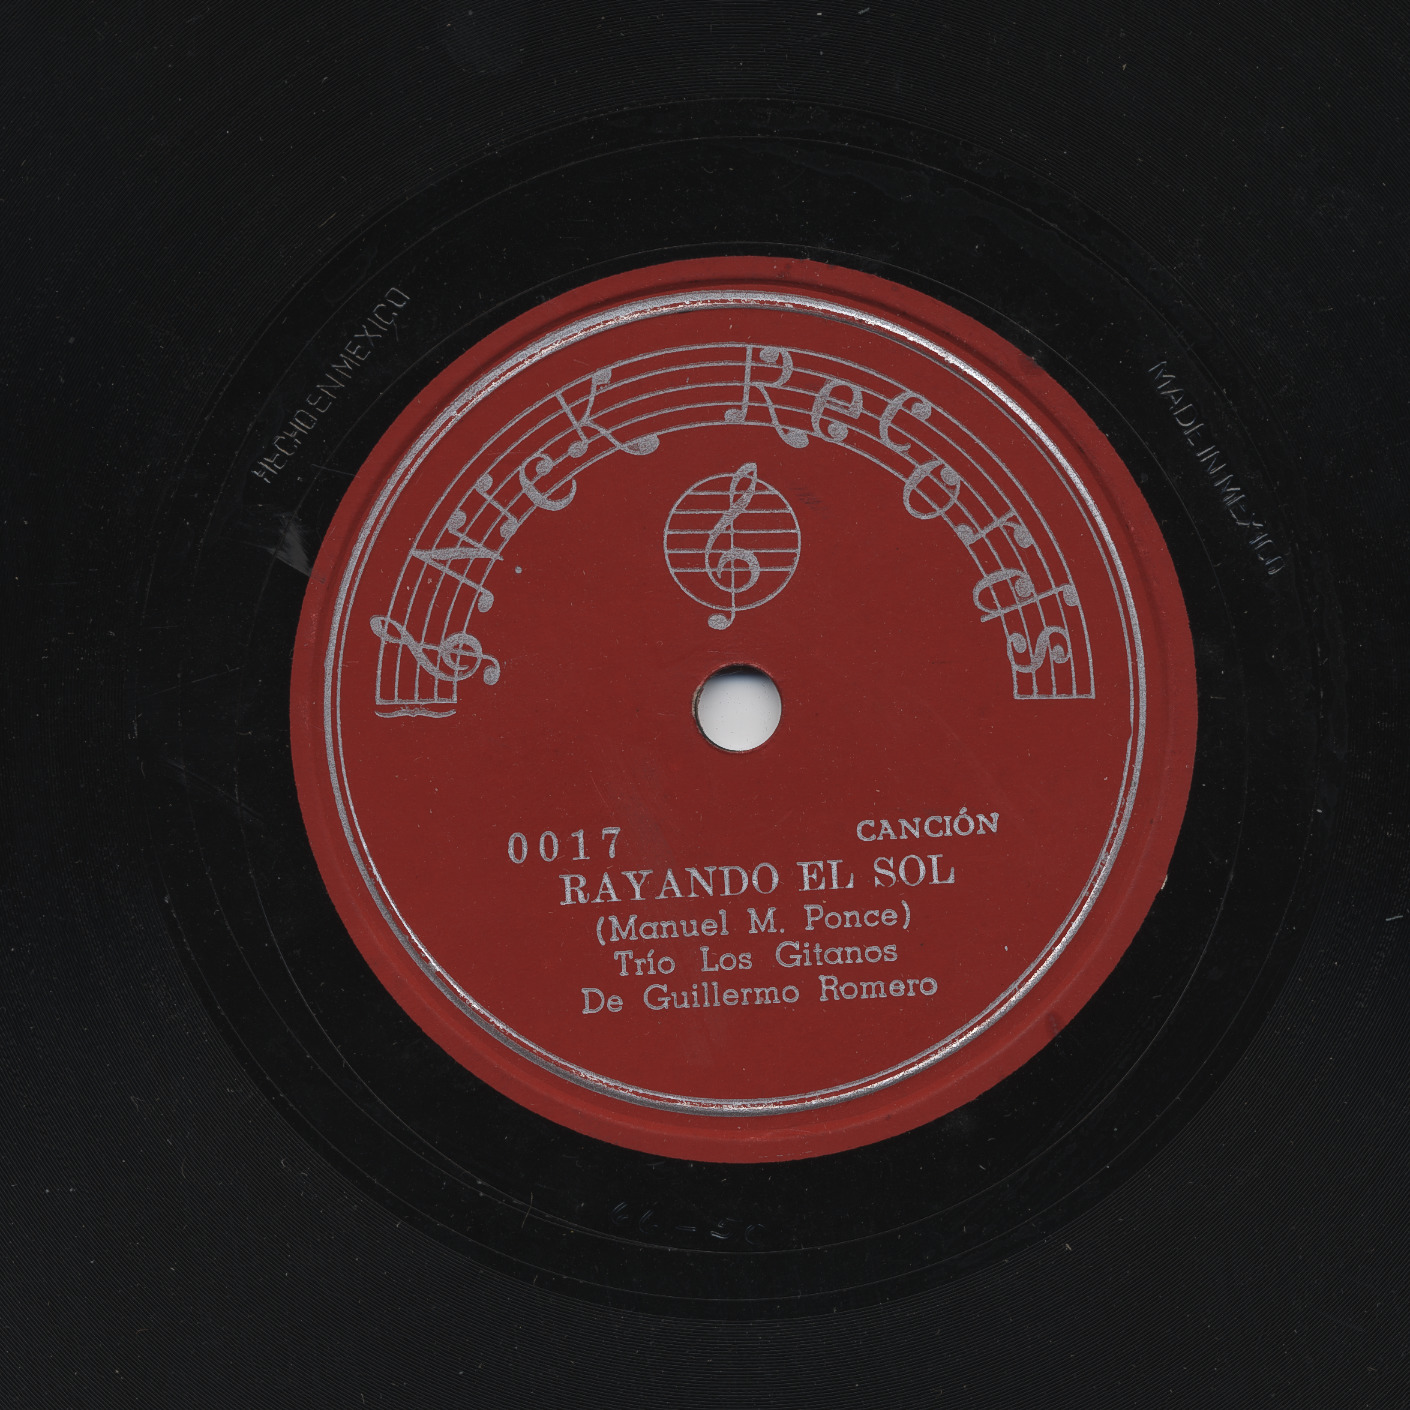 Nick Records
HECHO EN MEXICO
MADE IN MEXICO
0017
CANCIÓN
RAYANDO EL SOL
(Manuel M. Ponce)
Trío Los Gitanos
De Guillermo Romero